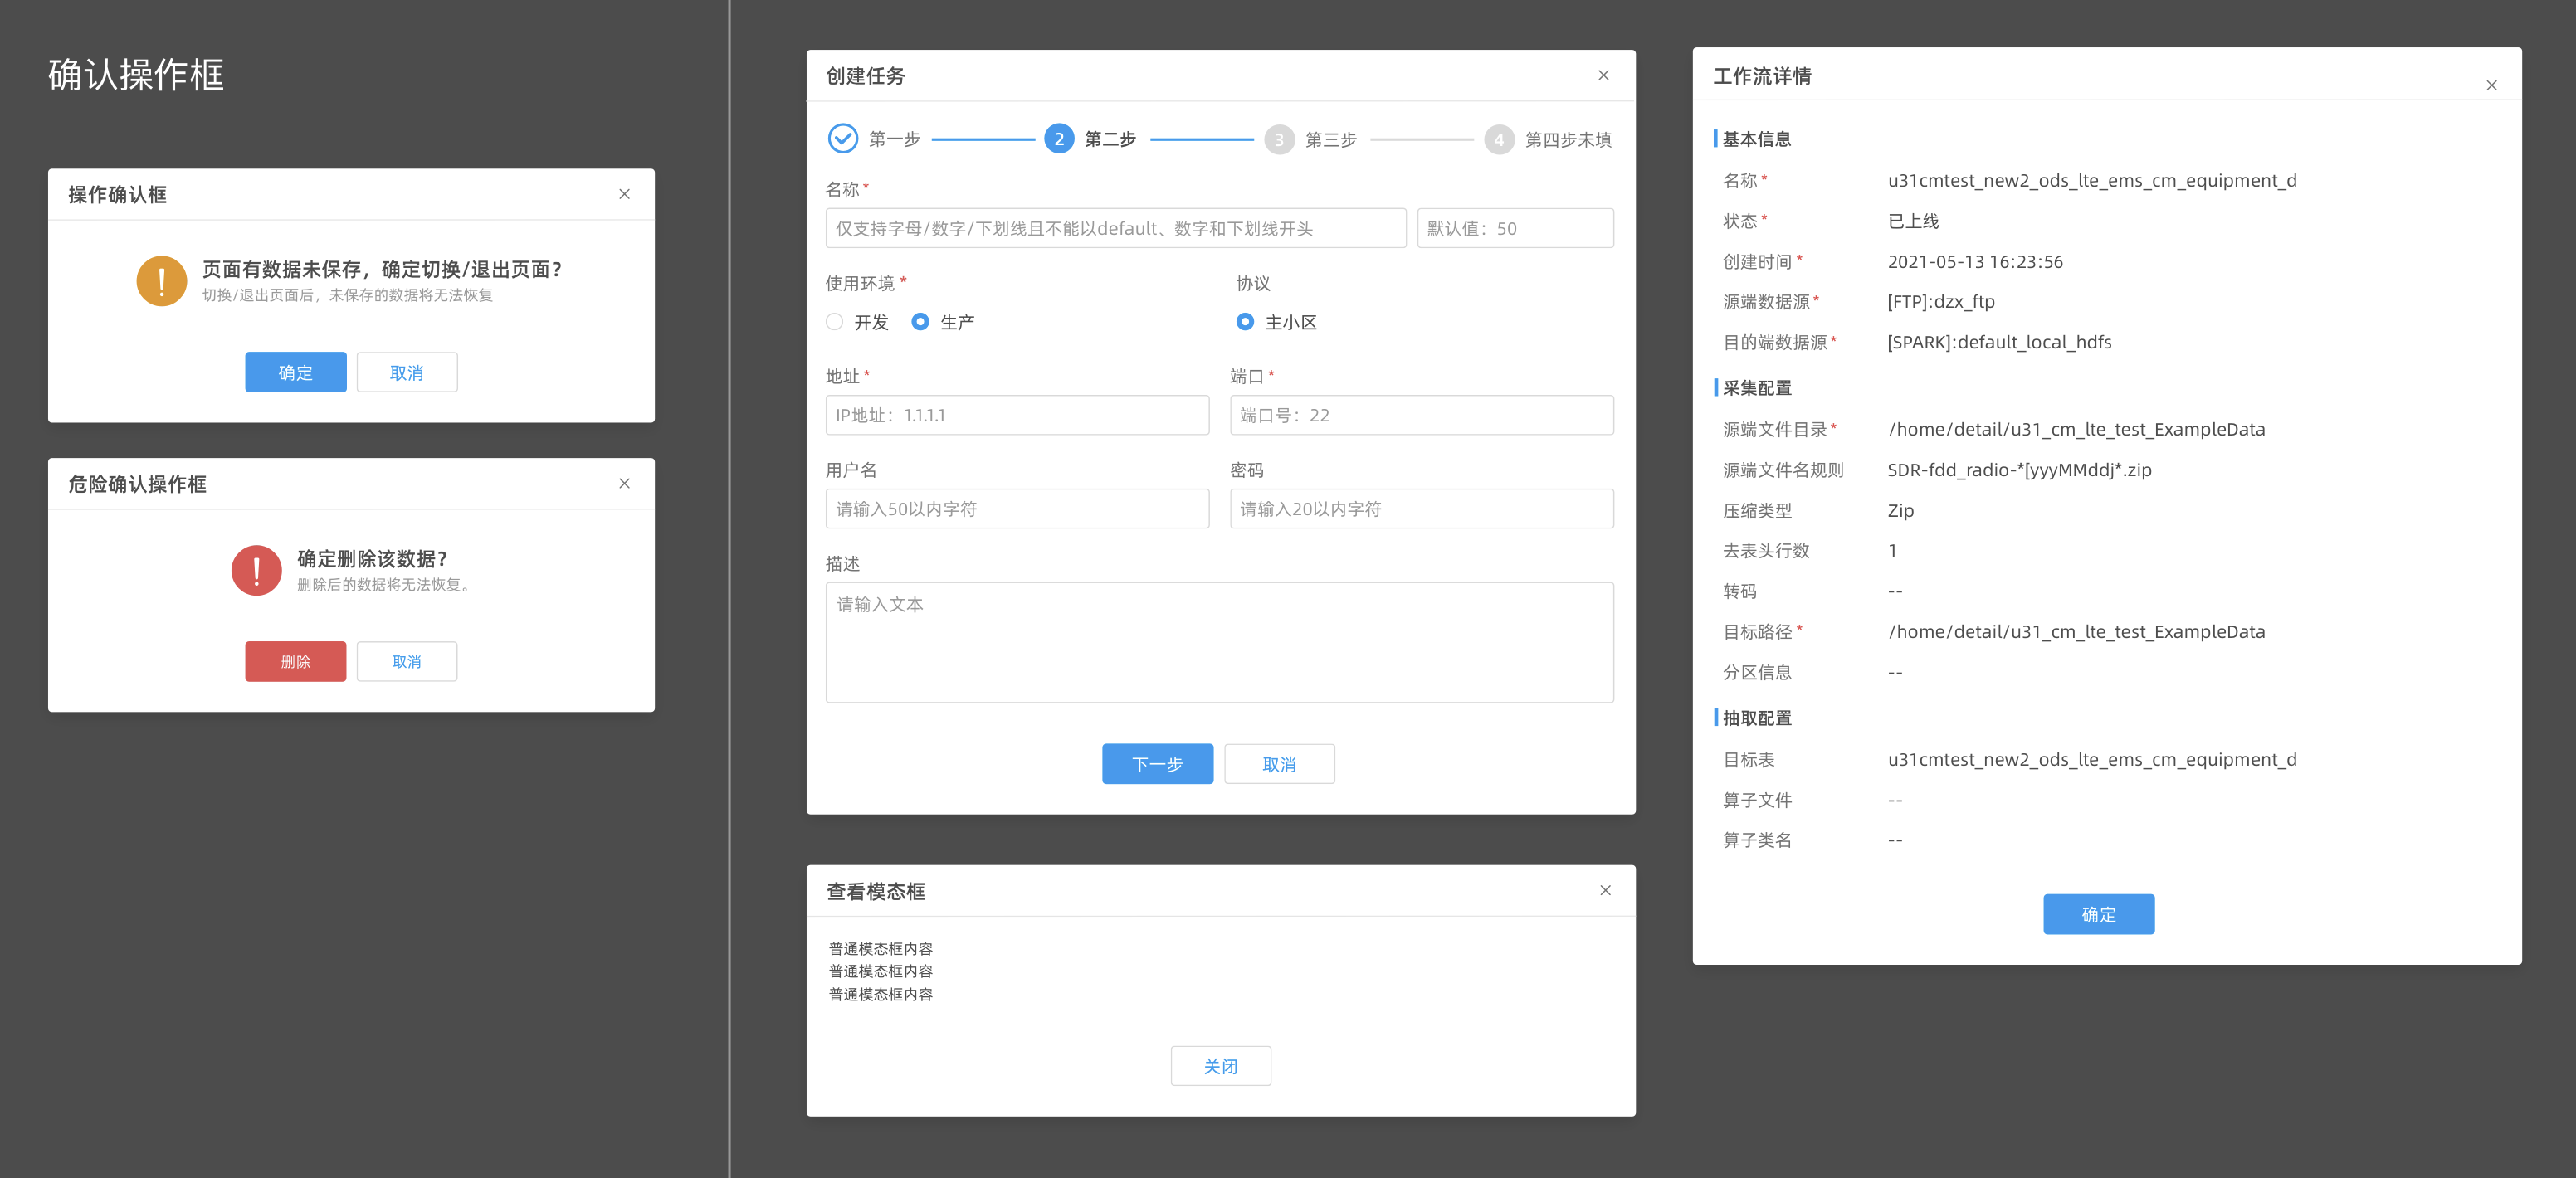 确认操作框
操作确认框
页面有数据未保存，确定切换/退出页面？
切换/退出页面后，未保存的数据将无法恢复
确定 取消
危险确认操作框
确定删除该数据？
删除后的数据将无法恢复。
删除 取消
创建任务
第一步 2 第二步 3 第三步 4 第四步未填
名称*
仅支持字母/数字/下划线且不能以default、数字和下划线开头 默认值：50
使用环境* 协议
开发 生产 主小区
地址* 端口*
IP地址：1.1.1.1 端口号：22
用户名 密码
请输入50以内字符 请输入20以内字符
描述
请输入文本
下一步 取消
查看模态框
普通模态框内容
普通模态框内容
普通模态框内容
关闭
工作流详情
基本信息
名称* u31cmtest_new2_ods_lte_ems_cm_equipment_d
状态* 已上线
创建时间* 2021-05-13 16:23:56
源端数据源* [FTP]:dzx_ftp
目的端数据源* [SPARK]:default_local_hdfs
采集配置
源端文件目录* /home/detail/u31_cm_lte_test_ExampleData
源端文件名规则 SDR-fdd_radio-*[yyyMMddj*.zip
压缩类型 Zip
去表头行数 1
转码 --
目标路径* /home/detail/u31_cm_lte_test_ExampleData
分区信息 --
抽取配置
目标表 u31cmtest_new2_ods_lte_ems_cm_equipment_d
算子文件 --
算子类名 --
确定